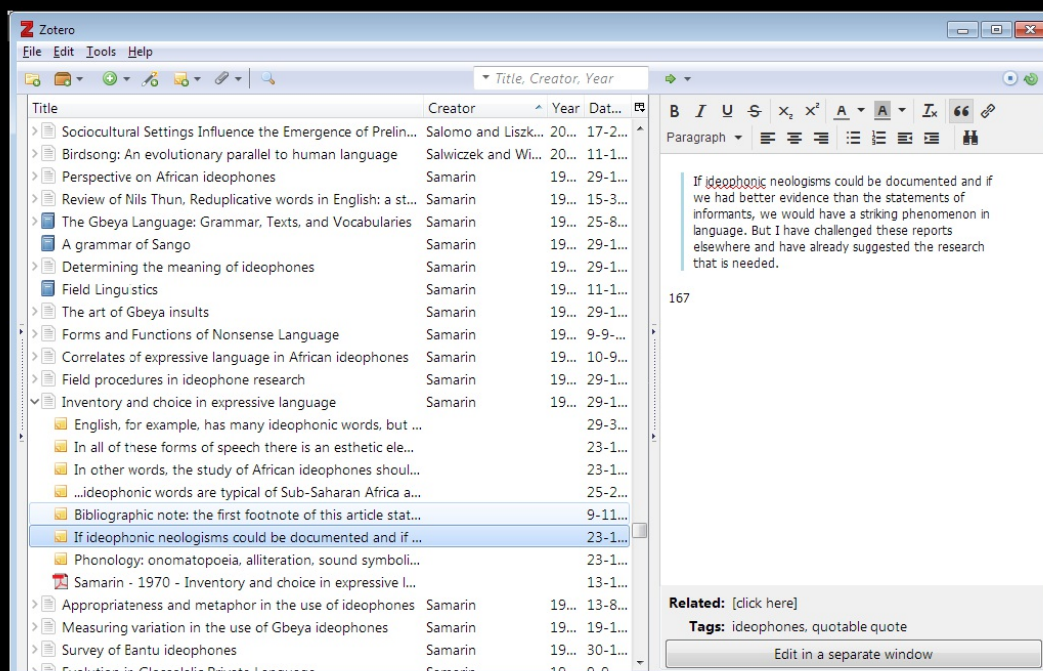 Zotero
File Edit Tools Help
Title, Creator, Year
Title Creator Year Dat...
Sociocultural Settings Influence the Emergence of Prelin... Salomo and Liszk... 20... 17-2...
Birdsong: An evolutionary parallel to human language Salwiczek and Wi... 20... 11-1...
Perspective on African ideophones Samarin 19... 29-1...
Review of Nils Thun, Reduplicative words in English: a st... Samarin 19... 15-3...
The Gbeya Language: Grammar, Texts, and Vocabularies Samarin 19... 25-8...
A grammar of Sango Samarin 19... 29-1...
Determining the meaning of ideophones Samarin 19... 29-1...
Field Linguistics Samarin 19... 11-1...
The art of Gbeya insults Samarin 19... 29-1...
Forms and Functions of Nonsense Language Samarin 19... 9-9-...
Correlates of expressive language in African ideophones Samarin 19... 10-9...
Field procedures in ideophone research Samarin 19... 29-1...
Inventory and choice in expressive language Samarin 19... 29-1...
English, for example, has many ideophonic words, but ... 29-3...
In all of these forms of speech there is an esthetic ele... 23-1...
In other words, the study of African ideophones shoul... 23-1...
...ideophonic words are typical of Sub-Saharan Africa a... 25-2...
Bibliographic note: the first footnote of this article stat... 9-11...
If ideophonic neologisms could be documented and if ... 23-1...
Phonology: onomatopoeia, alliteration, sound symboli... 23-1...
Samarin - 1970 - Inventory and choice in expressive l... 13-1...
Appropriateness and metaphor in the use of ideophones Samarin 19... 13-8...
Measuring variation in the use of Gbeya ideophones Samarin 19... 19-1...
Survey of Bantu ideophones Samarin 19... 30-1...
Paragraph
If ideophonic neologisms could be documented and if
we had better evidence than the statements of
informants, we would have a striking phenomenon in
language. But I have challenged these reports
elsewhere and have already suggested the research
that is needed.
167
Related: [click here]
Tags: ideophones, quotable quote
Edit in a separate window